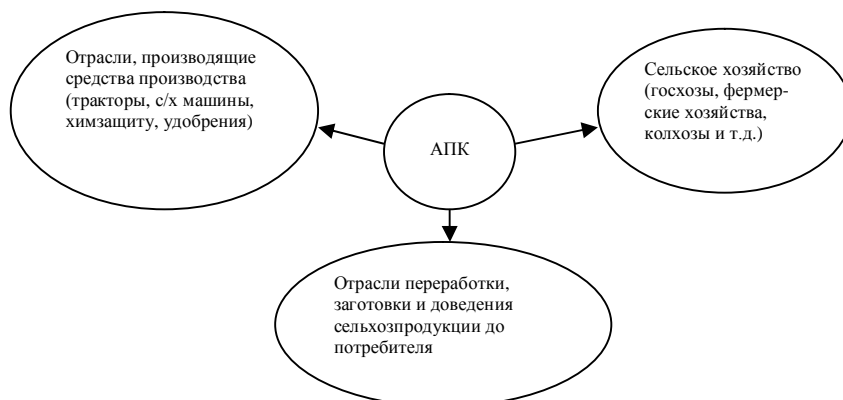 Отрасли, производящие
средства производства
(тракторы, с/х машины,
химзащиту, удобрения)
АПК
Сельское хозяйство
(госхозы, фермер-
ские хозяйства,
колхозы и т.д.)
Отрасли переработки,
заготовки и доведения
сельхозпродукции до
потребителя